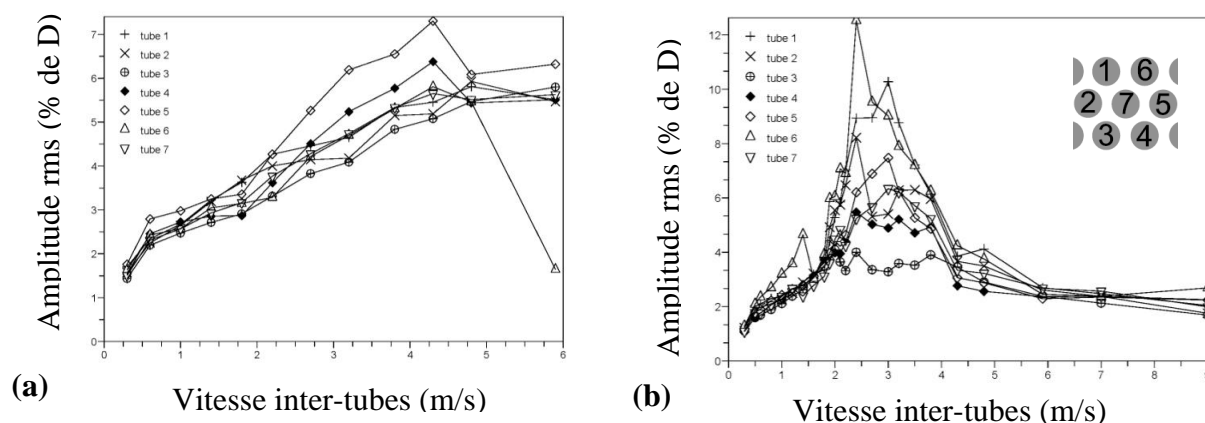 Amplitude rms (% de D)
7
6
5
4
3
2
1
0
tube 1
tube 2
tube 3
tube 4
tube 5
tube 6
tube 7
0 1 2 3 4 5 6
(a)
Vitesse inter-tubes (m/s)
Amplitude rms (% de D)
12
10
8
6
4
2
0
tube 1
tube 2
tube 3
tube 4
tube 5
tube 6
tube 7
1 6
2 7 5
3 4
0 1 2 3 4 5 6 7 8 9
(b)
Vitesse inter-tubes (m/s)